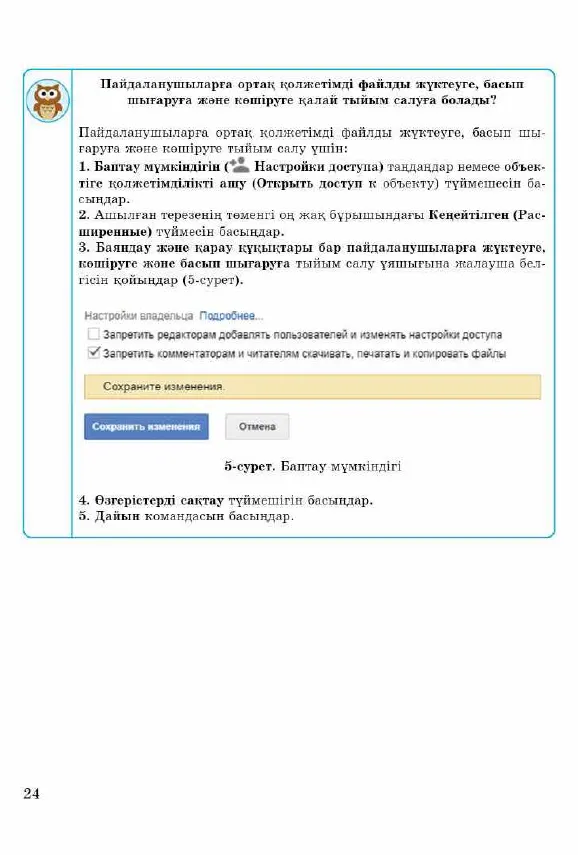 Пайдаланушыларға ортақ қолжетімді файлды жүктеуге, басып
шығаруға және көшіруге қалай тыйым салуға болады?
Пайдаланушыларға ортақ қолжетімді файлды жүктеуге, басып шы-
ғаруға және көшіруге тыйым салу үшін:
1. Баптау мүмкіндігін ( Настройки доступа) таңдаңдар немесе объек-
тіге қолжетімділікті ашу (Открыть доступ к объекту) түймешесін ба-
сыңдар.
2. Ашылған терезенің төменгі оң жақ бұрышындағы Кеңейтілген (Рас-
ширенные) түймесін басыңдар.
3. Баяндау және қарау құқықтары бар пайдаланушыларға жүктеуге,
көшіруге және басып шығаруға тыйым салу ұяшығына жалауша бел-
гісін қойыңдар (5-сурет).
Настройки владельца Подробнее...
Запретить редакторам добавлять пользователей и изменять настройки доступа
Запретить комментаторам и читателям скачивать, печатать и копировать файлы
Сохраните изменения.
Сохранить изменения Отмена
5-сурет. Баптау мүмкіндігі
4. Өзгерістерді сақтау түймешігін басыңдар.
5. Дайын командасын басыңдар.
24